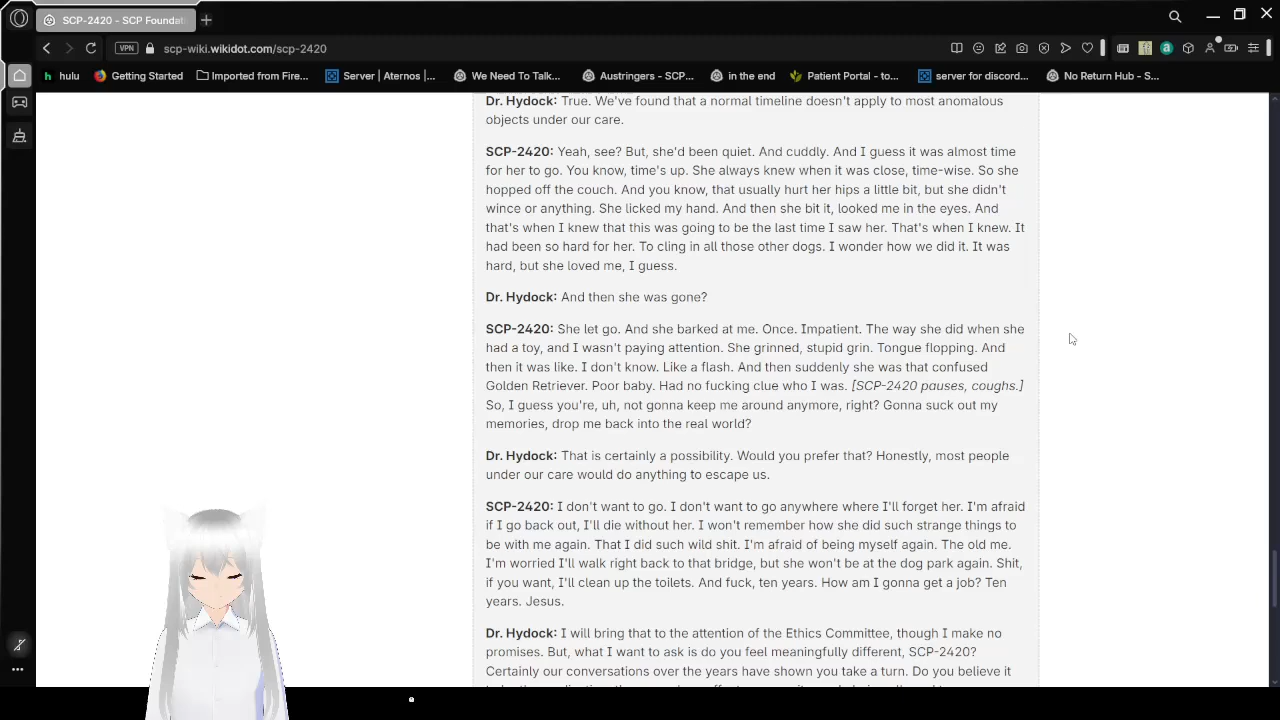 SCP-2420 - SCP Foundat
VPN scp-wiki.wikidot.com/scp-2420
hulu Getting Started Imported from Fire... Server | Aternos |... We Need To Talk... Austringers - SCP... in the end Patient Portal - to... server for discord... No Return Hub - S...
Dr. Hydock: True. We've found that a normal timeline doesn't apply to most anomalous
objects under our care.
SCP-2420: Yeah, see? But, she'd been quiet. And cuddly. And I guess it was almost time
for her to go. You know, time's up. She always knew when it was close, time-wise. So she
hopped off the couch. And you know, that usually hurt her hips a little bit, but she didn't
wince or anything. She licked my hand. And then she bit it, looked me in the eyes. And
that's when I knew that this was going to be the last time I saw her. That's when I knew. It
had been so hard for her. To cling in all those other dogs. I wonder how we did it. It was
hard, but she loved me, I guess.
Dr. Hydock: And then she was gone?
SCP-2420: She let go. And she barked at me. Once. Impatient. The way she did when she
had a toy, and I wasn't paying attention. She grinned, stupid grin. Tongue flopping. And
then it was like. I don't know. Like a flash. And then suddenly she was that confused
Golden Retriever. Poor baby. Had no fucking clue who I was. [SCP-2420 pauses, coughs.]
So, I guess you're, uh, not gonna keep me around anymore, right? Gonna suck out my
memories, drop me back into the real world?
Dr. Hydock: That is certainly a possibility. Would you prefer that? Honestly, most people
under our care would do anything to escape us.
SCP-2420: I don't want to go. I don't want to go anywhere where I'll forget her. I'm afraid
if I go back out, I'll die without her. I won't remember how she did such strange things to
be with me again. That I did such wild shit. I'm afraid of being myself again. The old me.
I'm worried I'll walk right back to that bridge, but she won't be at the dog park again. Shit,
if you want, I'll clean up the toilets. And fuck, ten years. How am I gonna get a job? Ten
years. Jesus.
Dr. Hydock: I will bring that to the attention of the Ethics Committee, though I make no
promises. But, what I want to ask is do you feel meaningfully different, SCP-2420?
Certainly our conversations over the years have shown you take a turn. Do you believe it